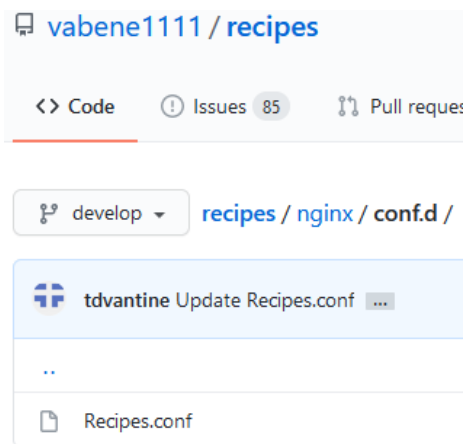 vabene1111 / recipes
<> Code Issues 85 Pull reques
develop recipes / nginx / conf.d /
tdvantine Update Recipes.conf ...
..
Recipes.conf